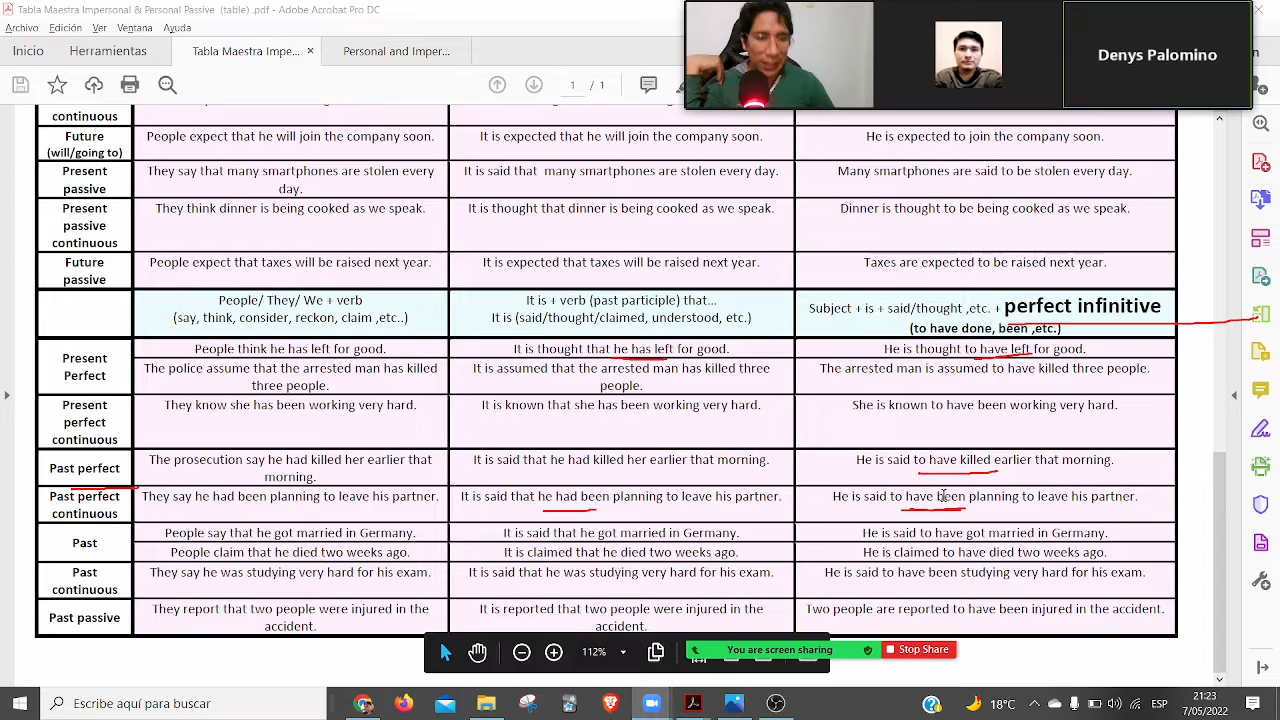 Tabla Maestra Impersonal & Personal Passive (table) .pdf - Adobe Acrobat Pro DC
Archivo Edición Ver Ventana Ayuda
Inicio Herramientas Tabla Maestra Impe... × Personal and Imper...
1 / 1
Denys Palomino
continuous
Future (will/going to) People expect that he will join the company soon. It is expected that he will join the company soon. He is expected to join the company soon.
Present passive They say that many smartphones are stolen every day. It is said that many smartphones are stolen every day. Many smartphones are said to be stolen every day.
Present passive continuous They think dinner is being cooked as we speak. It is thought that dinner is being cooked as we speak. Dinner is thought to be being cooked as we speak.
Future passive People expect that taxes will be raised next year. It is expected that taxes will be raised next year. Taxes are expected to be raised next year.
People/ They/ We + verb It is + verb (past participle) that... Subject + is + said/thought ,etc. + perfect infinitive
(say, think, consider, reckon, claim ,etc..) It is (said/thought/claimed, understood, etc.) (to have done, been ,etc.)
Present Perfect People think he has left for good. It is thought that he has left for good. He is thought to have left for good.
The police assume that the arrested man has killed three people. It is assumed that the arrested man has killed three people. The arrested man is assumed to have killed three people.
Present perfect continuous They know she has been working very hard. It is known that she has been working very hard. She is known to have been working very hard.
Past perfect The prosecution say he had killed her earlier that morning. It is said that he had killed her earlier that morning. He is said to have killed earlier that morning.
Past perfect continuous They say he had been planning to leave his partner. It is said that he had been planning to leave his partner. He is said to have been planning to leave his partner.
Past People say that he got married in Germany. It is said that he got married in Germany. He is said to have got married in Germany.
People claim that he died two weeks ago. It is claimed that he died two weeks ago. He is claimed to have died two weeks ago.
Past continuous They say he was studying very hard for his exam. It is said that he was studying very hard for his exam. He is said to have been studying very hard for his exam.
Past passive They report that two people were injured in the accident. It is reported that two people were injured in the accident. Two people are reported to have been injured in the accident.
112%
You are screen sharing Stop Share
Escribe aquí para buscar
18°C ESP 21:23
7/05/2022